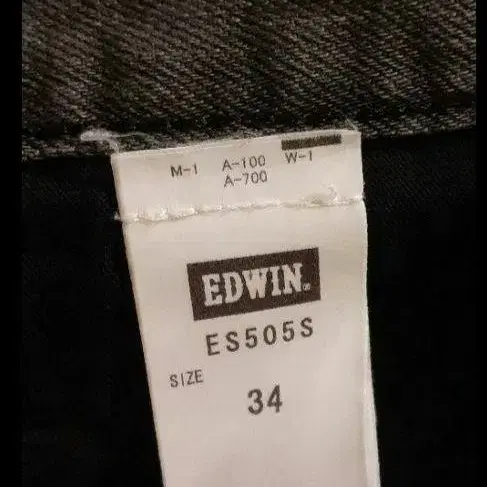 M-1 A-100 W-1
A-700
EDWIN.
ES505S
SIZE
34